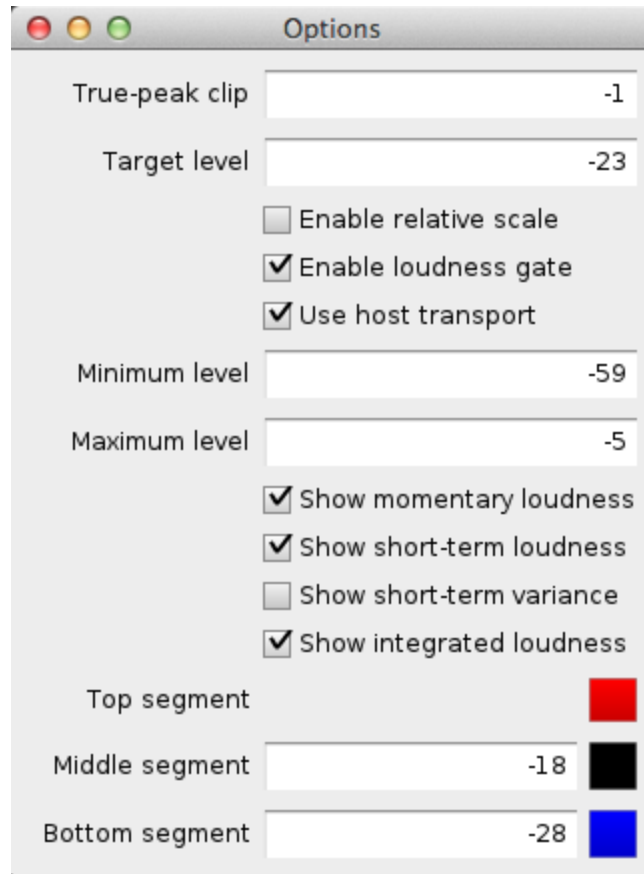 Options
True-peak clip -1
Target level -23
Enable relative scale
Enable loudness gate
Use host transport
Minimum level -59
Maximum level -5
Show momentary loudness
Show short-term loudness
Show short-term variance
Show integrated loudness
Top segment
Middle segment -18
Bottom segment -28